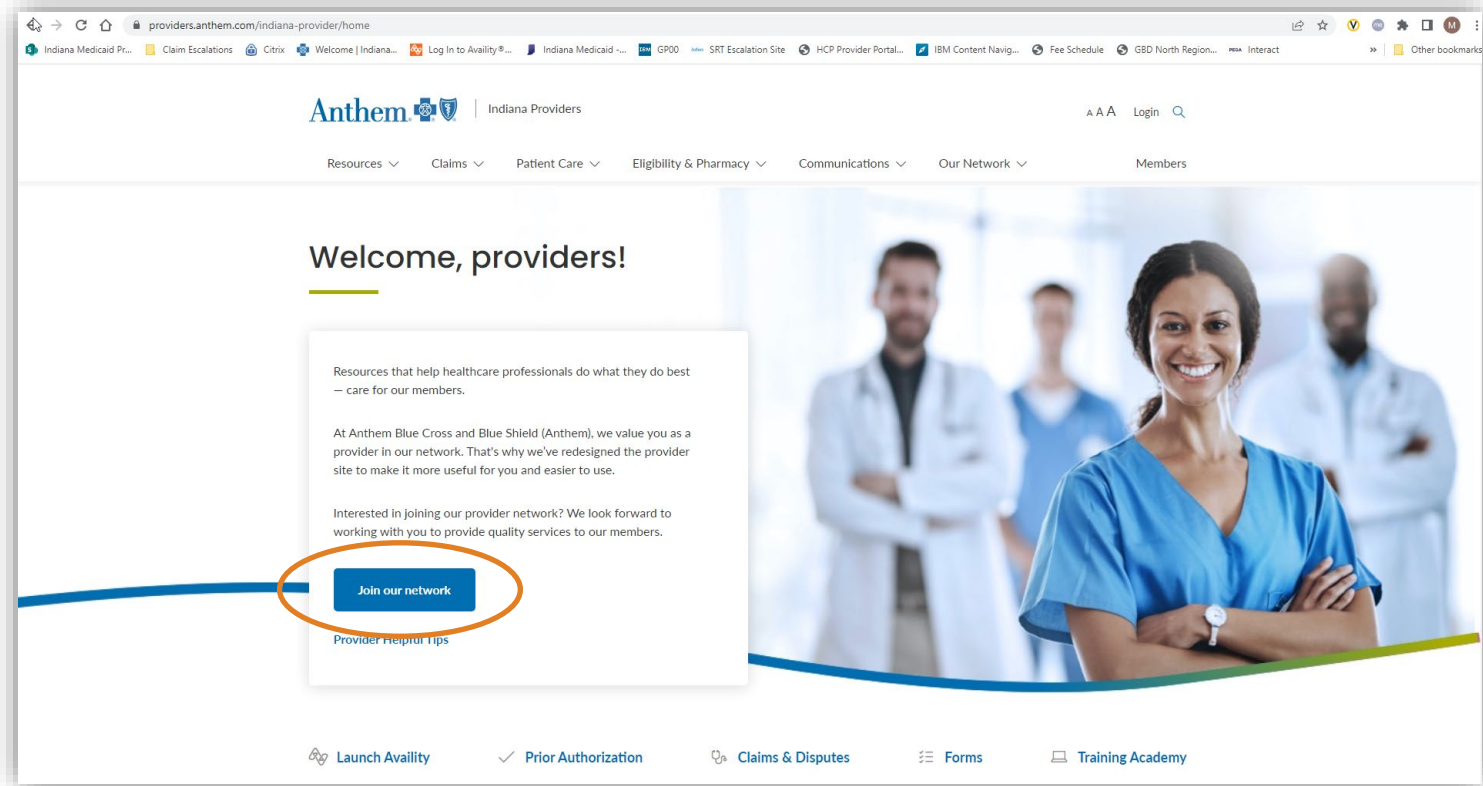 providers.anthem.com/indiana-provider/home
Indiana Medicaid Pr... Claim Escalations Citrix Welcome | Indiana... Log In to Availity®... Indiana Medicaid -... GP00 SRT Escalation Site HCP Provider Portal... IBM Content Navig... Fee Schedule GBD North Region... Interact » Other bookmarks
Anthem Indiana Providers A A A Login
Resources Claims Patient Care Eligibility & Pharmacy Communications Our Network Members
Welcome, providers!
Resources that help healthcare professionals do what they do best
— care for our members.
At Anthem Blue Cross and Blue Shield (Anthem), we value you as a
provider in our network. That's why we've redesigned the provider
site to make it more useful for you and easier to use.
Interested in joining our provider network? We look forward to
working with you to provide quality services to our members.
Join our network
Provider Helpful Tips
Launch Availity Prior Authorization Claims & Disputes Forms Training Academy